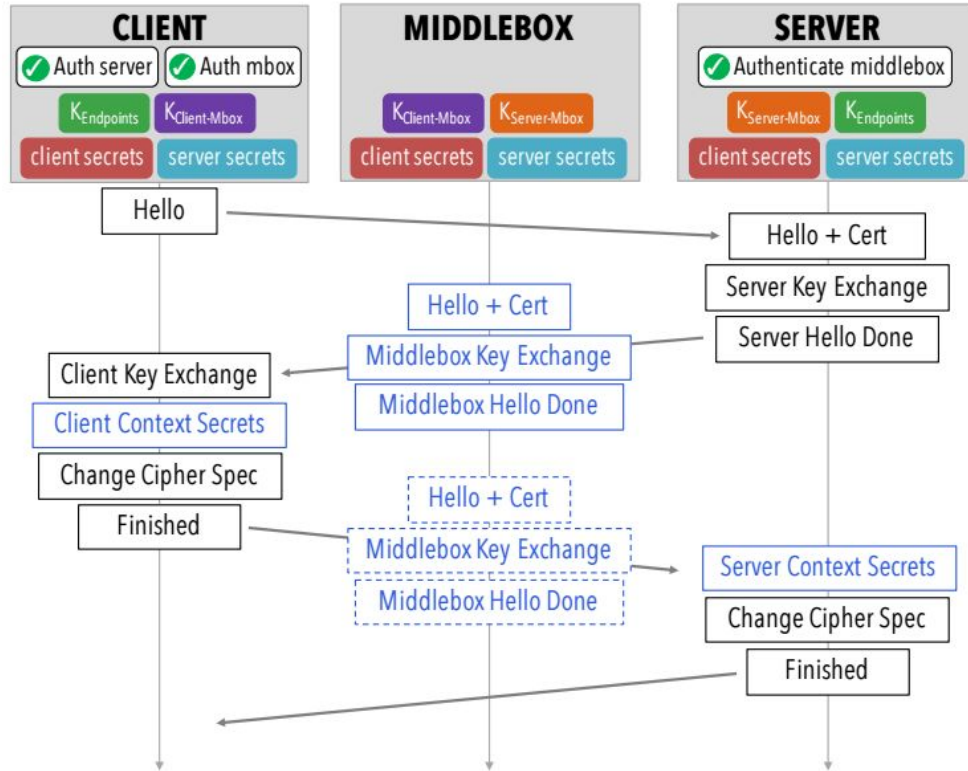 CLIENT
MIDDLEBOX
SERVER
Auth server
Auth mbox
Authenticate middlebox
KEndpoints
KClient-Mbox
KClient-Mbox
KServer-Mbox
KServer-Mbox
KEndpoints
client secrets
server secrets
client secrets
server secrets
client secrets
server secrets
Hello
Hello + Cert
Server Key Exchange
Hello + Cert
Server Hello Done
Middlebox Key Exchange
Client Key Exchange
Middlebox Hello Done
Client Context Secrets
Change Cipher Spec
Hello + Cert
Finished
Middlebox Key Exchange
Server Context Secrets
Middlebox Hello Done
Change Cipher Spec
Finished